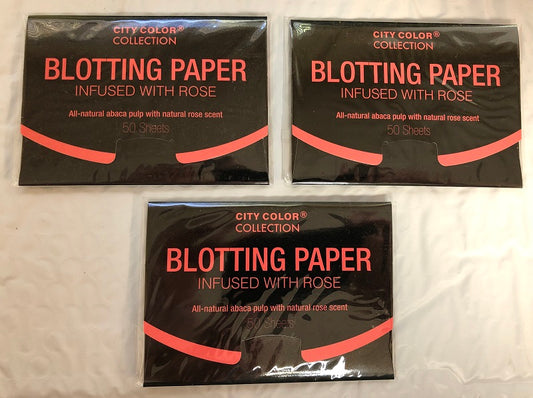 CITY COLOR®
COLLECTION
BLOTTING PAPER
INFUSED WITH ROSE
All-natural abaca pulp with natural rose scent
50 Sheets
CITY COLOR®
COLLECTION
BLOTTING PAPER
INFUSED WITH ROSE
All-natural abaca pulp with natural rose scent
50 Sheets
CITY COLOR®
COLLECTION
BLOTTING PAPER
INFUSED WITH ROSE
All-natural abaca pulp with natural rose scent
50 Sheets